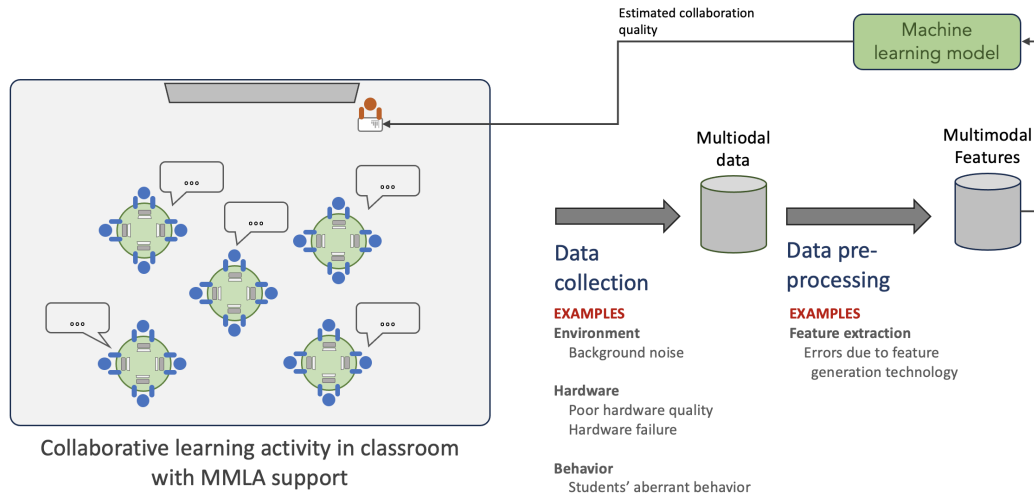 Estimated collaboration
quality
Machine
learning model
Multiodal
data
Multimodal
Features
Data
collection
EXAMPLES
Environment
Background noise
Hardware
Poor hardware quality
Hardware failure
Behavior
Students' aberrant behavior
Data pre-
processing
EXAMPLES
Feature extraction
Errors due to feature
generation technology
Collaborative learning activity in classroom
with MMLA support